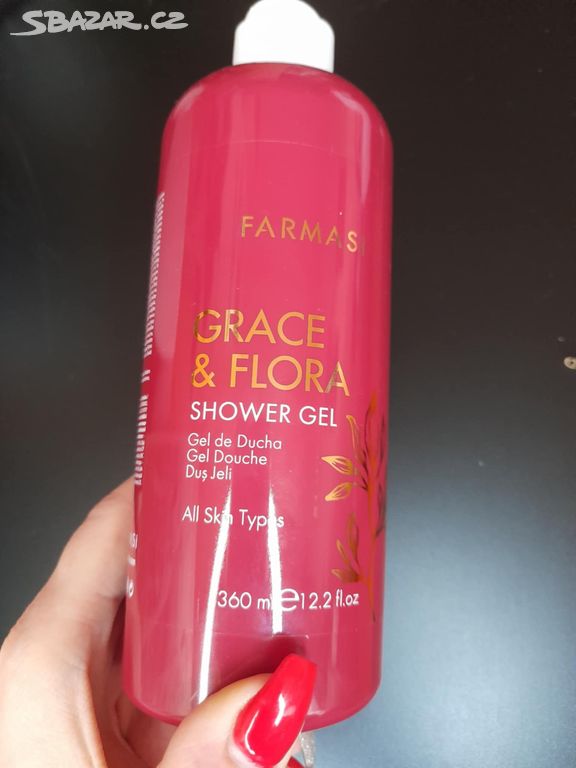 SBAZAR.CZ
FARMASI
GRACE
& FLORA
SHOWER GEL
Gel de Ducha
Gel Douche
Duş Jeli
All Skin Types
360 ml e 12.2 fl.oz